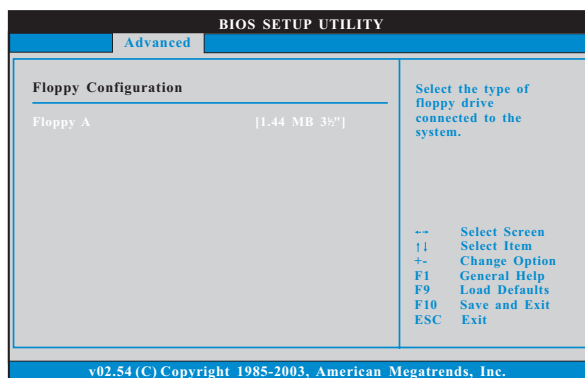 BIOS SETUP UTILITY
Advanced
Floppy Configuration
Floppy A [1.44 MB 3½"]
Select the type of
floppy drive
connected to the
system.
←→ Select Screen
↑↓ Select Item
+- Change Option
F1 General Help
F9 Load Defaults
F10 Save and Exit
ESC Exit
v02.54 (C) Copyright 1985-2003, American Megatrends, Inc.